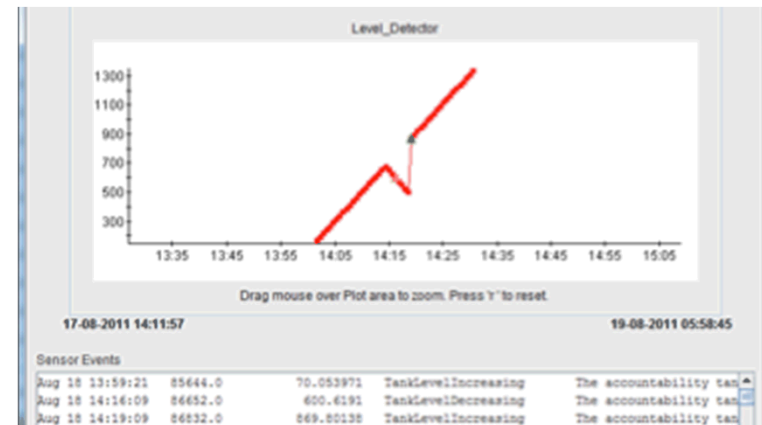 Level_Detector
1300
1100
900
700
500
300
13:35 13:45 13:55 14:05 14:15 14:25 14:35 14:45 14:55 15:05
Drag mouse over Plot area to zoom. Press 'r' to reset.
17-08-2011 14:11:57 19-08-2011 05:58:45
Sensor Events
Aug 18 13:59:21 85644.0 70.053971 TankLevelIncreasing The accountability tan
Aug 18 14:16:09 86652.0 600.6191 TankLevelDecreasing The accountability tan
Aug 18 14:19:09 86832.0 869.80138 TankLevelIncreasing The accountability tan